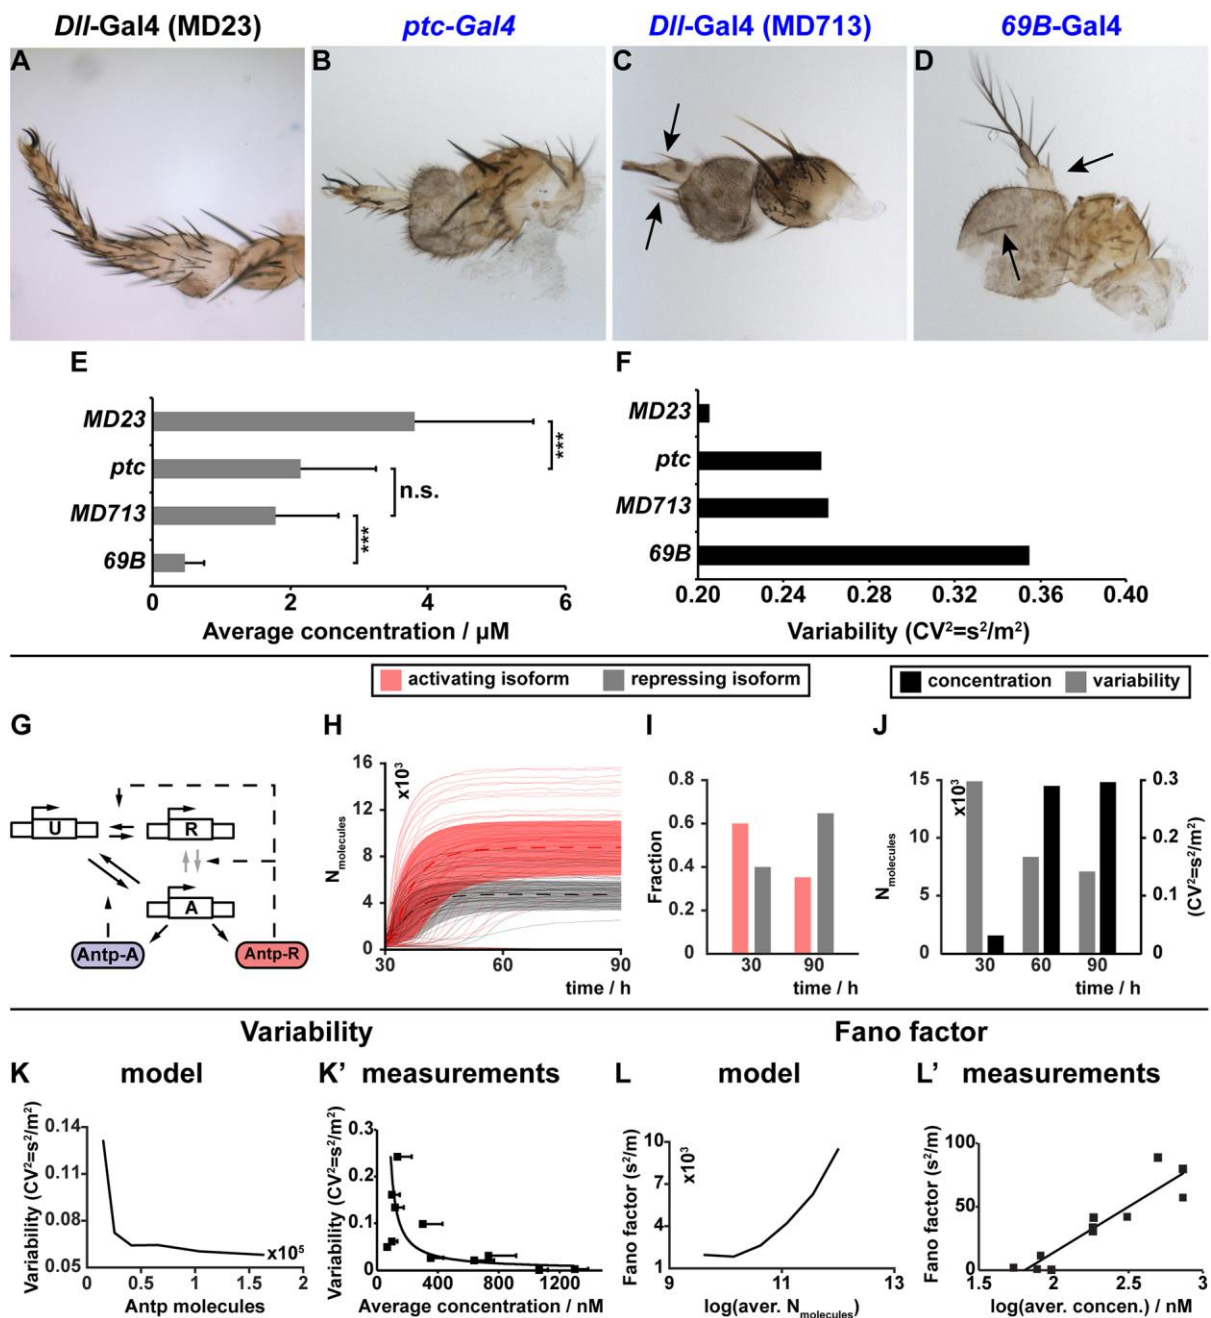 Dll-Gal4 (MD23) ptc-Gal4 Dll-Gal4 (MD713) 69B-Gal4
A B C D
E F
MD23
ptc
MD713
69B
***
n.s.
***
0 2 4 6
Average concentration / µM
MD23
ptc
MD713
69B
0.20 0.24 0.28 0.32 0.36 0.40
Variability (CV²=s²/m²)
activating isoform repressing isoform
concentration variability
G H I J
U R
A
Antp-A Antp-R
16
12
8
4
0
x10³
N molecules
30 60 90
time / h
0.8
0.6
0.4
0.2
0
Fraction
30 90
time / h
15
10
5
0
x10³
N molecules
0.3
0.2
0.1
0
(CV²=s²/m²)
30 60 90
time / h
Variability Fano factor
K model K’ measurements L model L’ measurements
0.14
0.11
0.08
0.05
Variability (CV²=s²/m²)
x10⁵
0 0.5 1 1.5 2
Antp molecules
0.3
0.2
0.1
0
Variability (CV²=s²/m²)
0 400 800 1200
Average concentration / nM
10
8
6
4
2
x10³
Fano factor (s²/m)
9 11 13
log(aver. N molecules)
100
50
0
Fano factor (s²/m)
1.5 2 2.5 3
log(aver. concen.) / nM